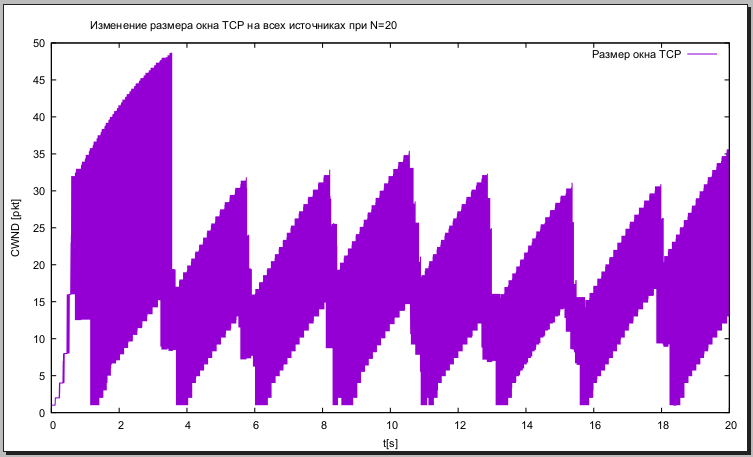 Изменение размера окна TCP на всех источниках при N=20
Размер окна TCP
CWND [pkt]
50
45
40
35
30
25
20
15
10
5
0
0 2 4 6 8 10 12 14 16 18 20
t[s]